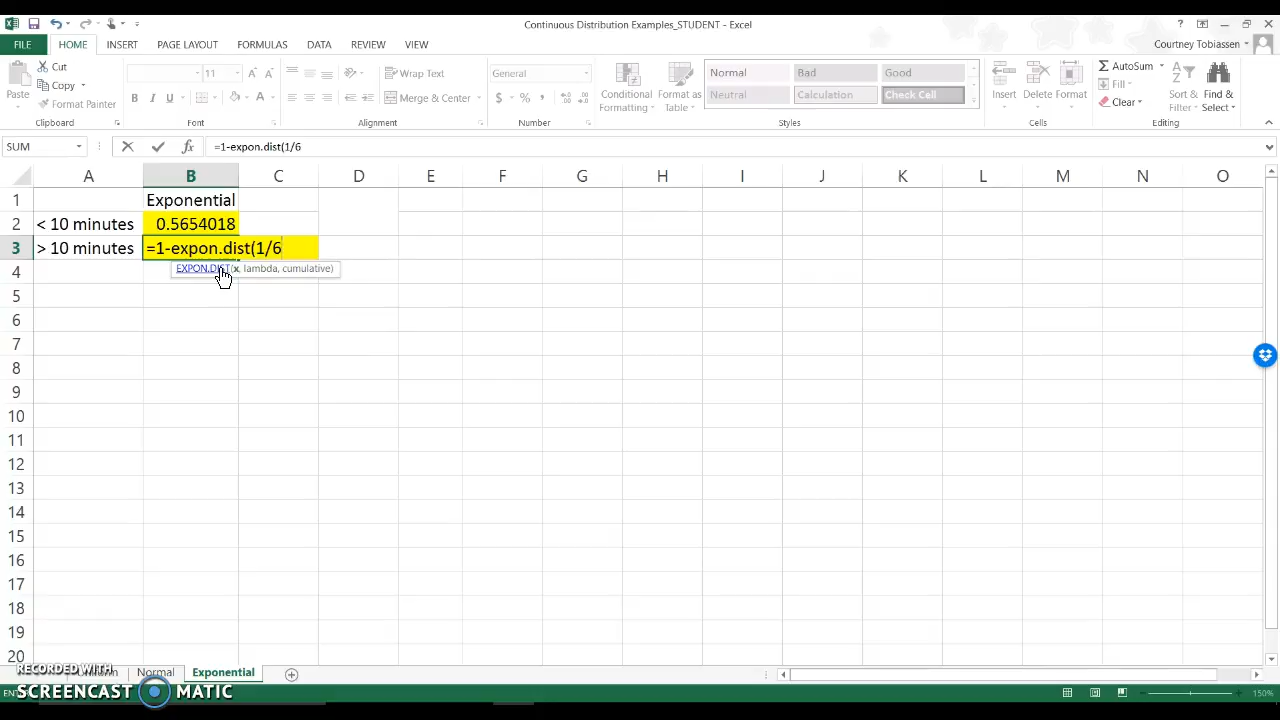 Continuous Distribution Examples_STUDENT - Excel
?
FILE HOME INSERT PAGE LAYOUT FORMULAS DATA REVIEW VIEW Courtney Tobiassen
Paste Cut Copy Format Painter
11 A A
B I U A
Wrap Text
Merge & Center
General
$ % ,
Conditional Formatting Format as Table
Normal Bad Good
Neutral Calculation Check Cell
Insert Delete Format
AutoSum
Fill
Clear
Sort & Filter Find & Select
Clipboard Font Alignment Number Styles Cells Editing
SUM fx =1-expon.dist(1/6
A B C D E F G H I J K L M N O
1 Exponential
2 < 10 minutes 0.5654018
3 > 10 minutes =1-expon.dist(1/6
EXPON.DIST(x, lambda, cumulative)
4
5
6
7
8
9
10
11
12
13
14
15
16
17
18
19
20
Normal Exponential
RECORDED WITH
SCREENCAST MATIC
150%